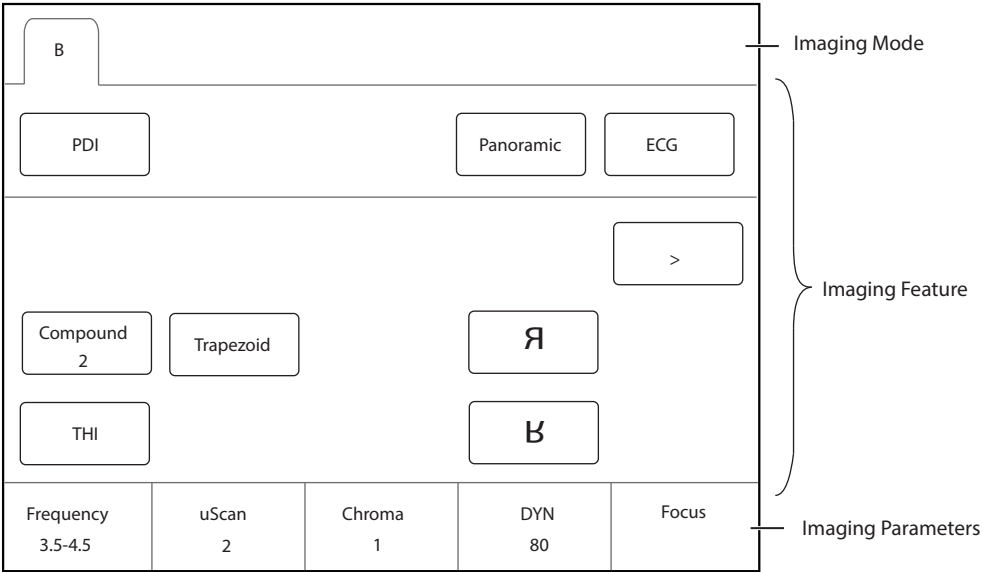 B
Imaging Mode
PDI
Panoramic
ECG
>
Imaging Feature
Compound
2
Trapezoid
Я
THI
ʁ
Frequency
3.5-4.5
uScan
2
Chroma
1
DYN
80
Focus
Imaging Parameters